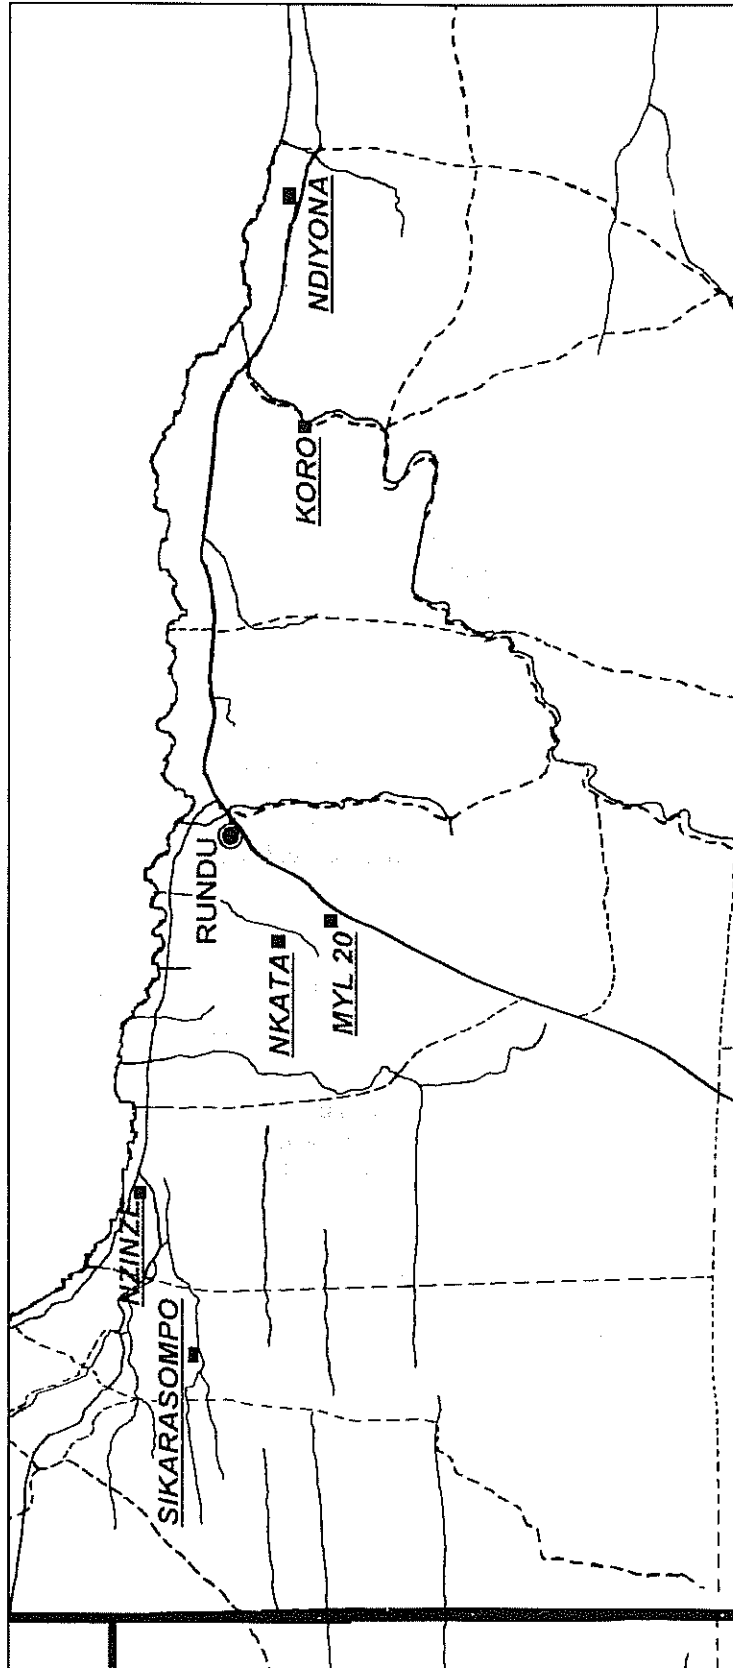 NZINZE
SIKARASOMPO
RUNDU
NKATA
KORO
NDIYONA
MYL 20